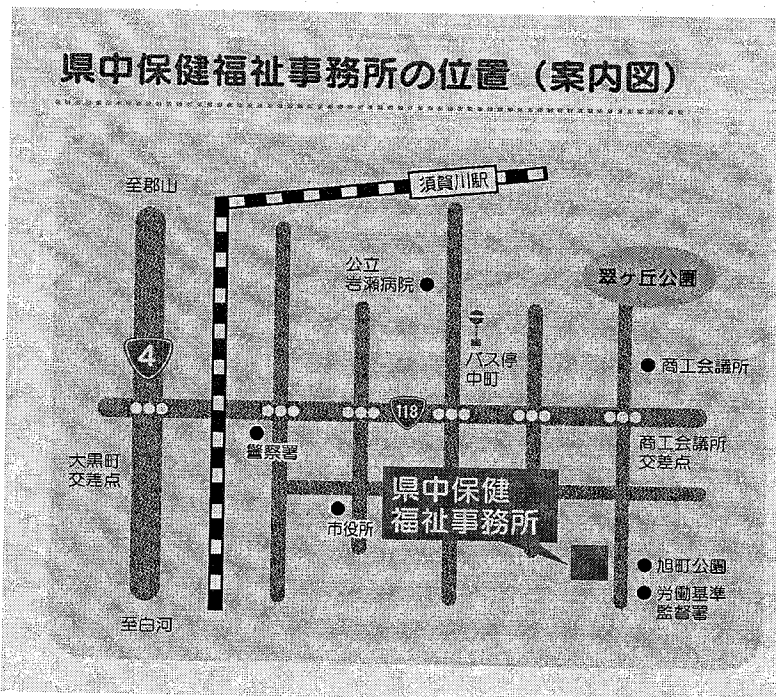 県中保健福祉事務所の位置（案内図）
須賀川駅
至郡山
公立
岩瀬病院
翠ヶ丘公園
4
バス停
中町
商工会議所
118
警察署
大黒町
交差点
商工会議所
交差点
県中保健
福祉事務所
市役所
旭町公園
労働基準
監督署
至白河